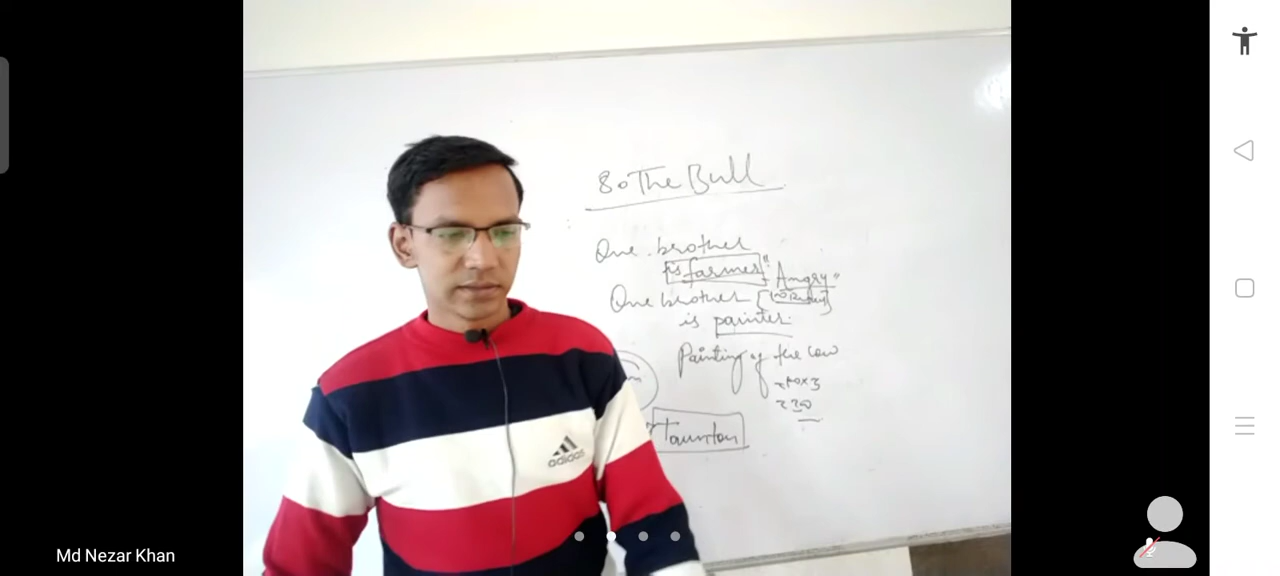 8. The Bull
One brother
is farmer "Angry"
One brother
is painter
Painting of the cow
Taunton
adidas
Md Nezar Khan